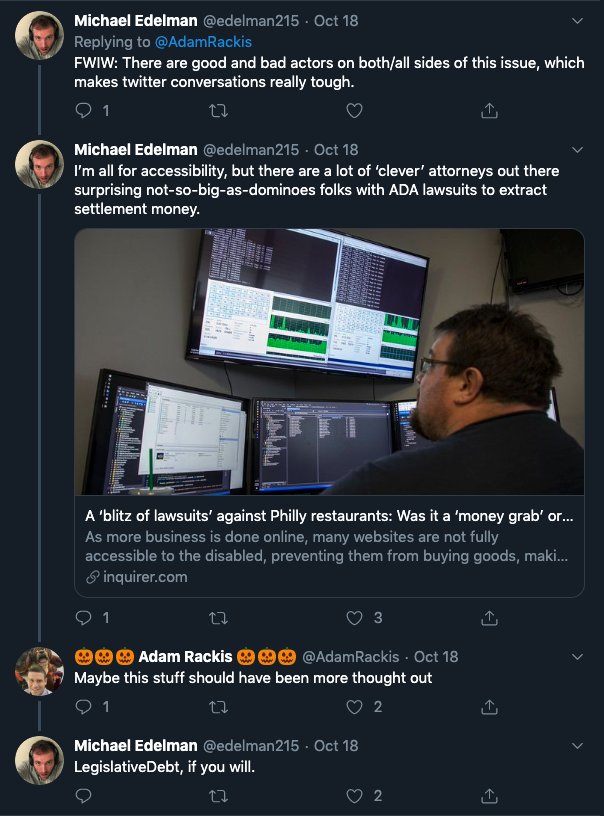 Michael Edelman @edelman215 · Oct 18
Replying to @AdamRackis
FWIW: There are good and bad actors on both/all sides of this issue, which
makes twitter conversations really tough.
1
Michael Edelman @edelman215 · Oct 18
I'm all for accessibility, but there are a lot of 'clever' attorneys out there
surprising not-so-big-as-dominoes folks with ADA lawsuits to extract
settlement money.
A 'blitz of lawsuits' against Philly restaurants: Was it a 'money grab' or...
As more business is done online, many websites are not fully
accessible to the disabled, preventing them from buying goods, maki...
inquirer.com
1 3
🎃🎃🎃 Adam Rackis 🎃🎃🎃 @AdamRackis · Oct 18
Maybe this stuff should have been more thought out
1 2
Michael Edelman @edelman215 · Oct 18
LegislativeDebt, if you will.
2